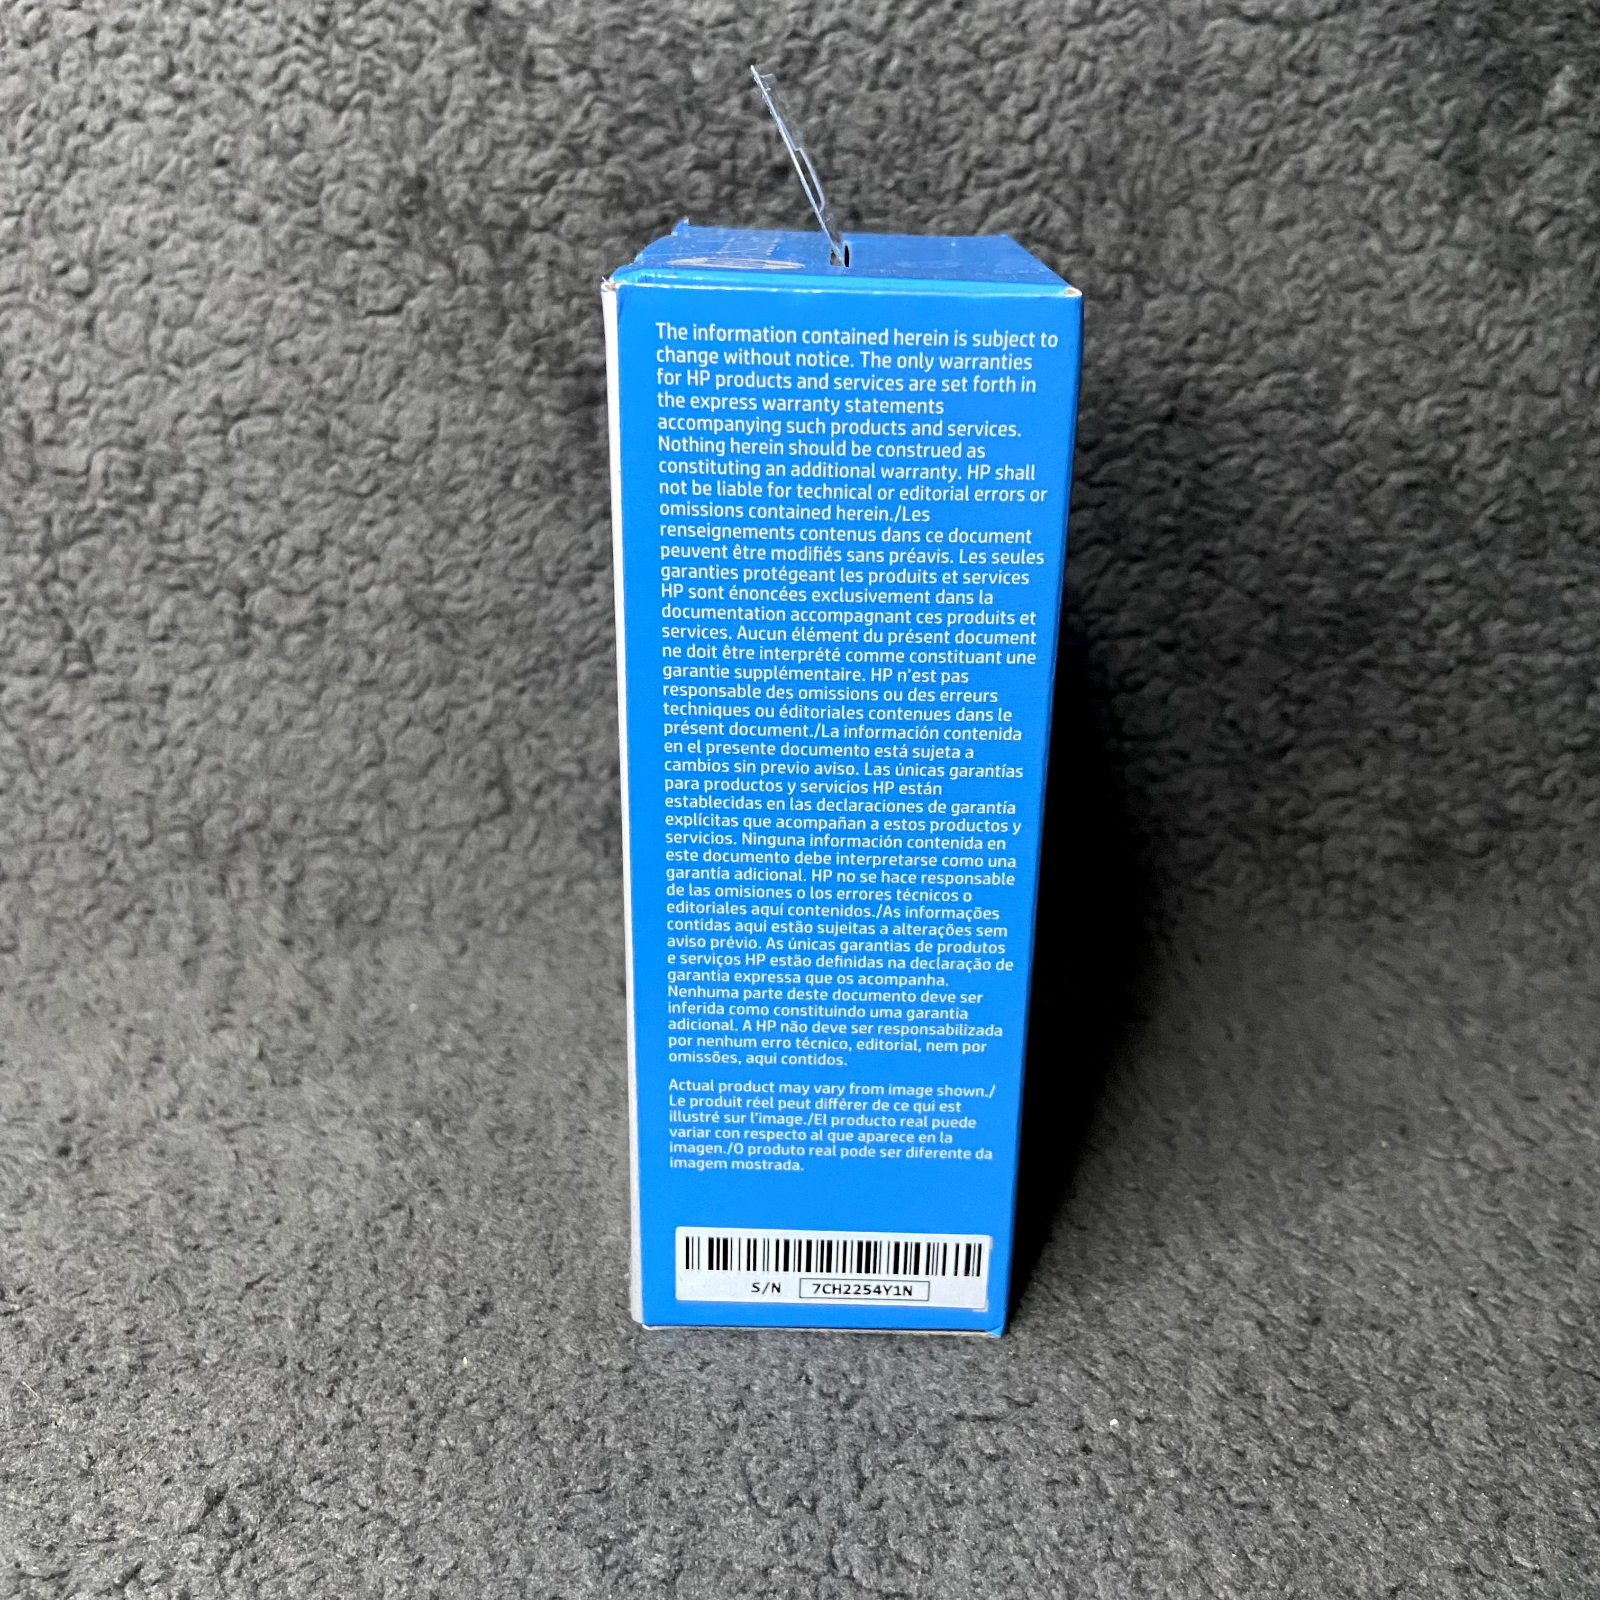 The information contained herein is subject to
change without notice. The only warranties
for HP products and services are set forth in
the express warranty statements
accompanying such products and services.
Nothing herein should be construed as
constituting an additional warranty. HP shall
not be liable for technical or editorial errors or
omissions contained herein./Les
renseignements contenus dans ce document
peuvent être modifiés sans préavis. Les seules
garanties protégeant les produits et services
HP sont énoncées exclusivement dans la
documentation accompagnant ces produits et
services. Aucun élément du présent document
ne doit être interprété comme constituant une
garantie supplémentaire. HP n'est pas
responsable des omissions ou des erreurs
techniques ou éditoriales contenues dans le
présent document./La información contenida
en el presente documento está sujeta a
cambios sin previo aviso. Las únicas garantías
para productos y servicios HP están
establecidas en las declaraciones de garantía
explícitas que acompañan a estos productos y
servicios. Ninguna información contenida en
este documento debe interpretarse como una
garantía adicional. HP no se hace responsable
de las omisiones o los errores técnicos o
editoriales aquí contenidos./As informações
contidas aqui estão sujeitas a alterações sem
aviso prévio. As únicas garantias de produtos
e serviços HP estão definidas na declaração de
garantia expressa que os acompanha.
Nenhuma parte deste documento deve ser
inferida como constituindo uma garantia
adicional. A HP não deve ser responsabilizada
por nenhum erro técnico, editorial, nem por
omissões, aqui contidos.
Actual product may vary from image shown./
Le produit réel peut différer de ce qui est
illustré sur l'image./El producto real puede
variar con respecto al que aparece en la
imagen./O produto real pode ser diferente da
imagem mostrada.
S/N 7CH2254Y1N